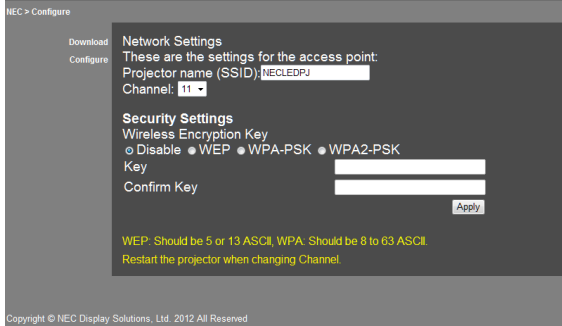 NEC > Configure
Download
Configure
Network Settings
These are the settings for the access point:
Projector name (SSID): NECLEDPJ
Channel: 11
Security Settings
Wireless Encryption Key
Disable WEP WPA-PSK WPA2-PSK
Key
Confirm Key
Apply
WEP: Should be 5 or 13 ASCII, WPA: Should be 8 to 63 ASCII.
Restart the projector when changing Channel.
Copyright © NEC Display Solutions, Ltd. 2012 All Reserved